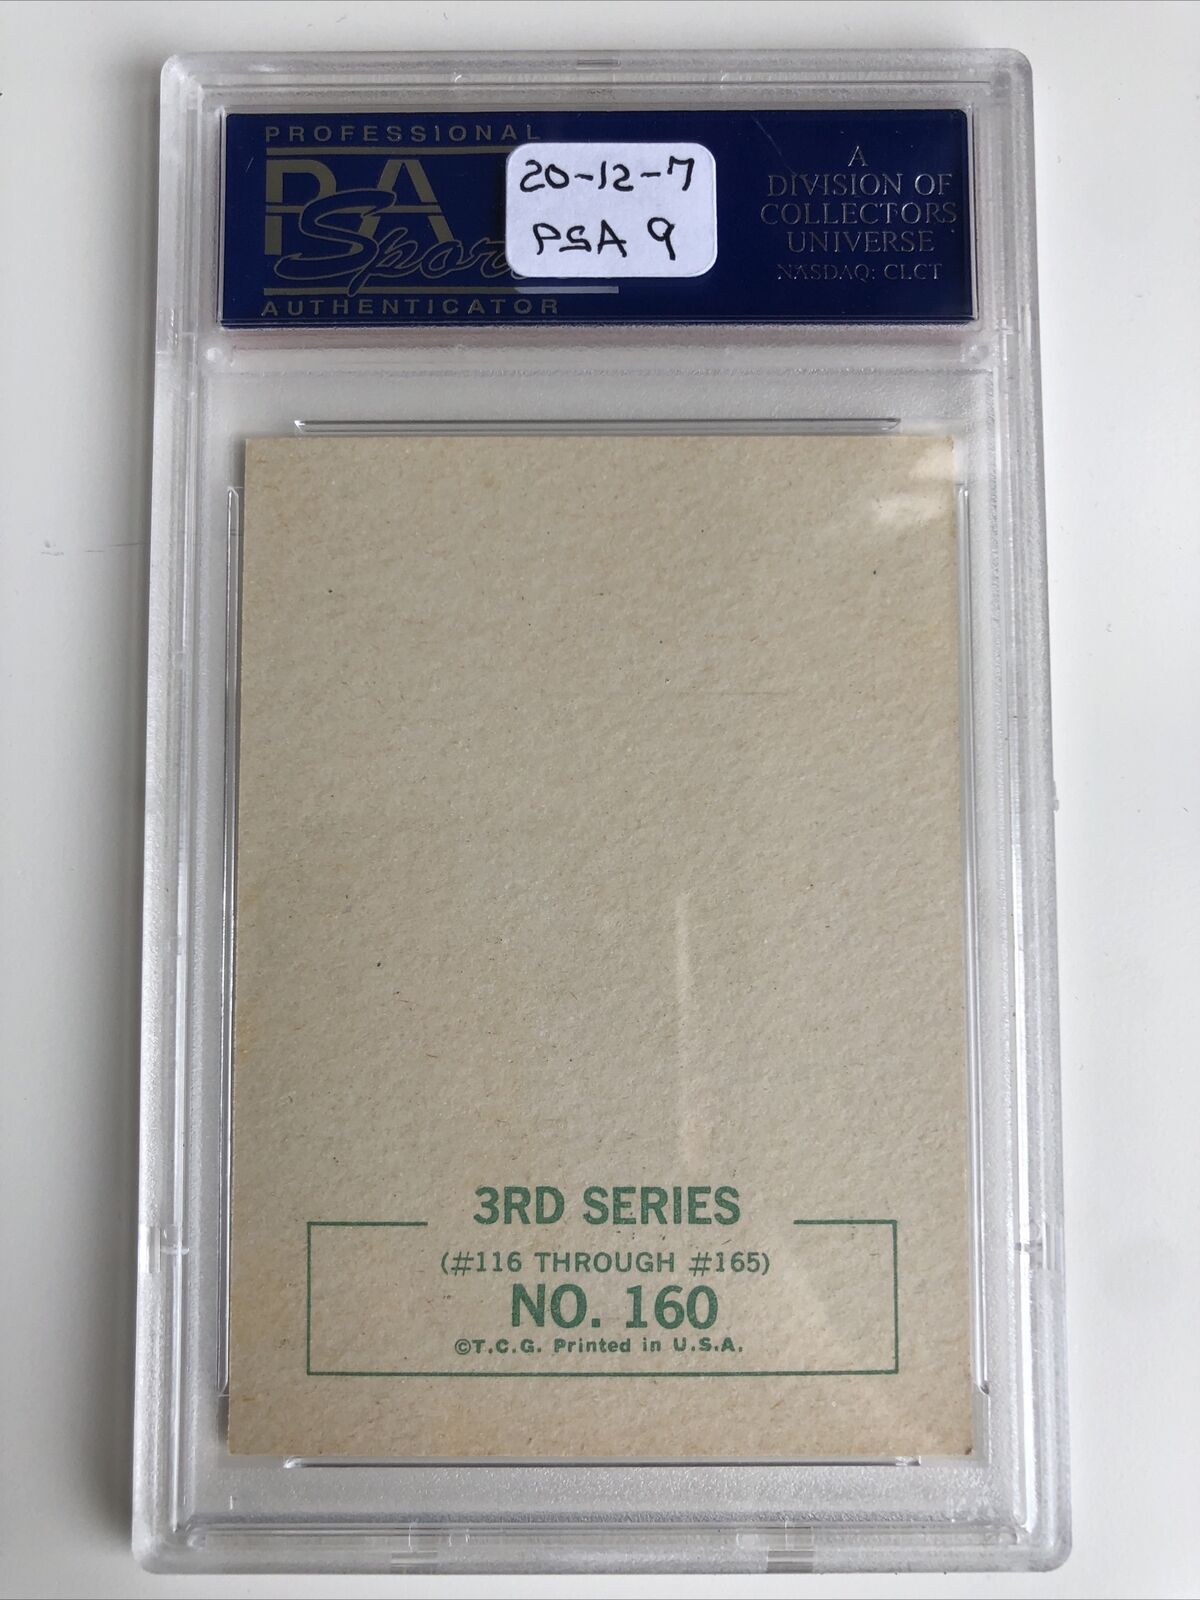 PROFESSIONAL
PSA
Sports
AUTHENTICATOR
20-12-7
PSA 9
A
DIVISION OF
COLLECTORS
UNIVERSE
NASDAQ: CLCT
3RD SERIES
(#116 THROUGH #165)
NO. 160
©T.C.G. Printed in U.S.A.